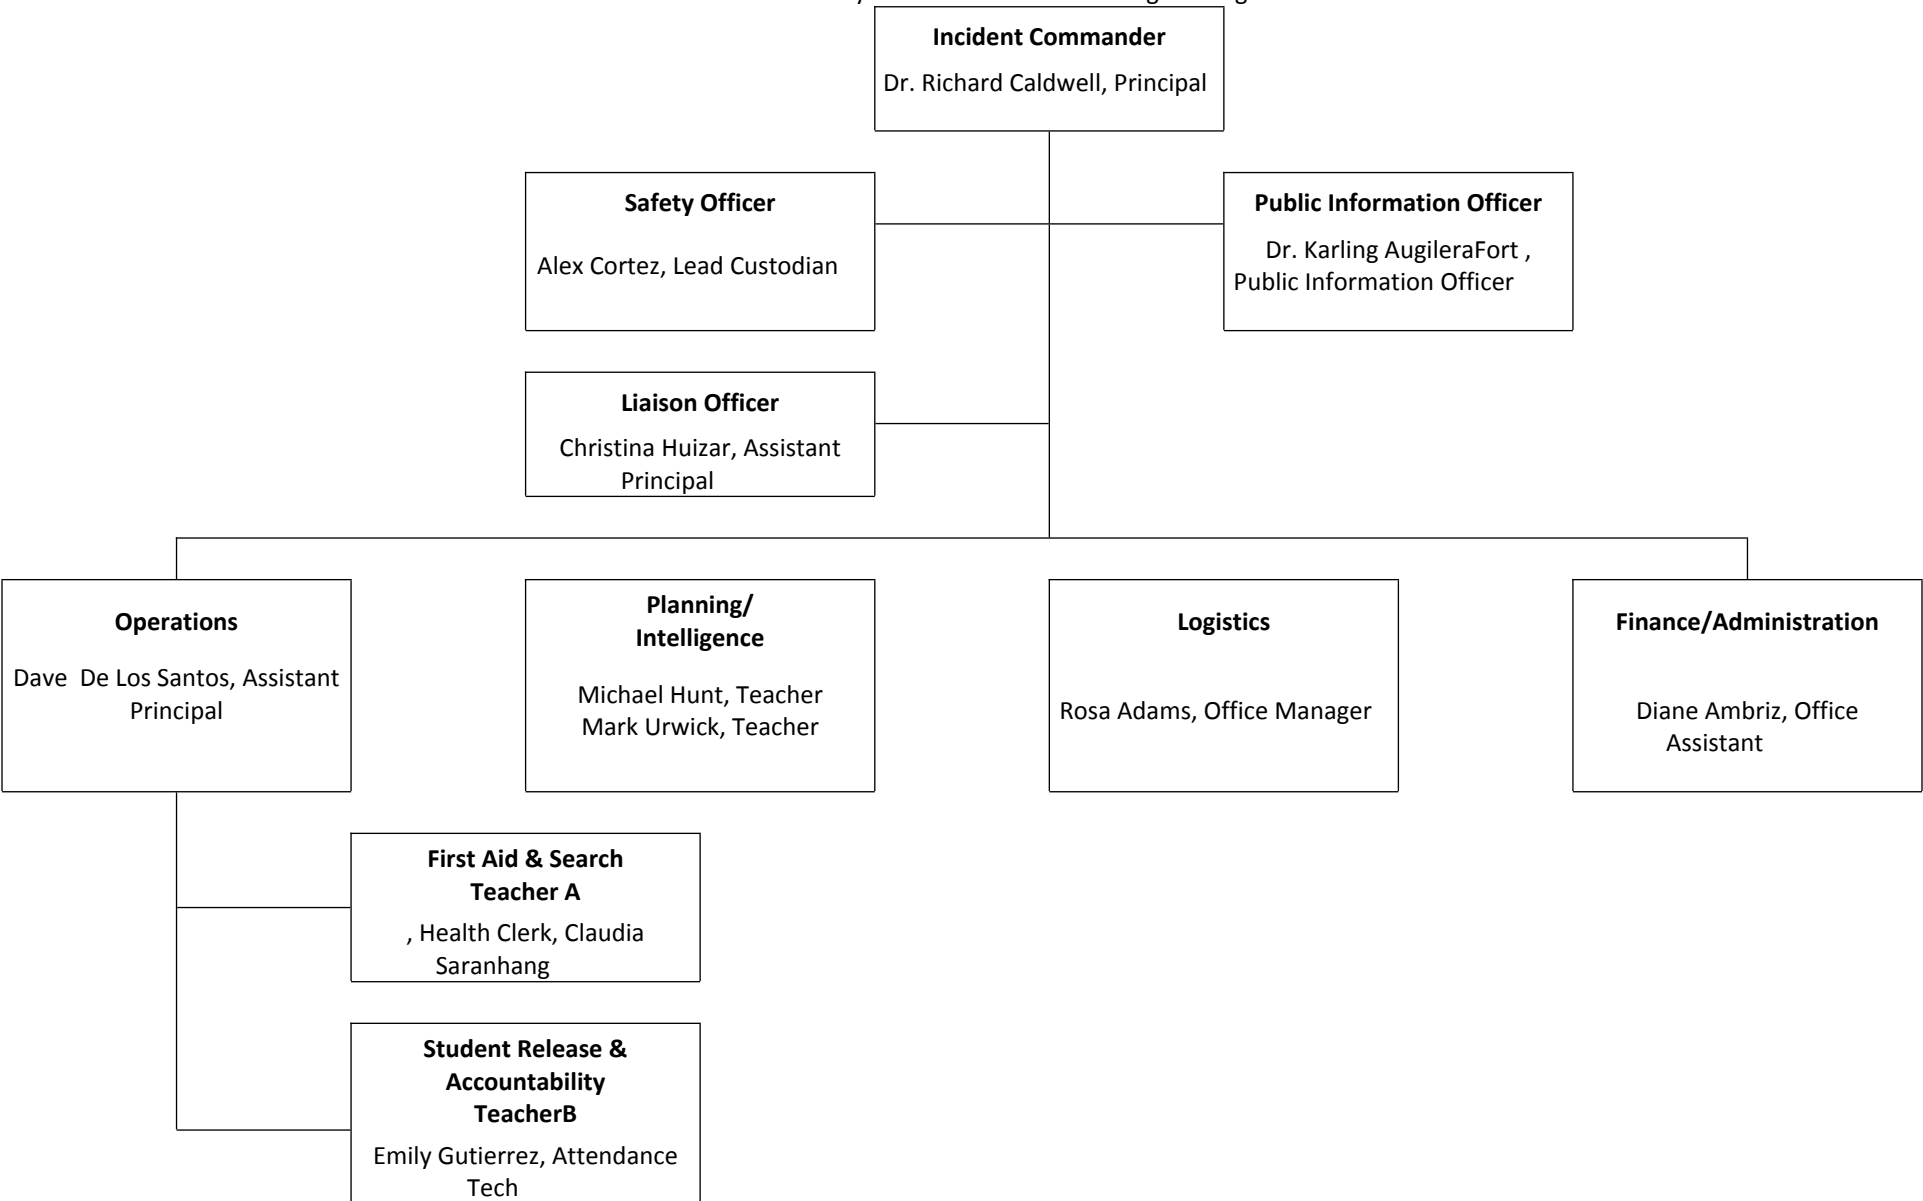 Incident Commander
Dr. Richard Caldwell, Principal
Safety Officer
Alex Cortez, Lead Custodian
Public Information Officer
Dr. Karling AugileraFort ,
Public Information Officer
Liaison Officer
Christina Huizar, Assistant
Principal
Operations
Dave  De Los Santos, Assistant
Principal
Planning/
Intelligence
Michael Hunt, Teacher
Mark Urwick, Teacher
Logistics
Rosa Adams, Office Manager
Finance/Administration
Diane Ambriz, Office
Assistant
First Aid & Search
Teacher A
, Health Clerk, Claudia
Saranhang
Student Release &
Accountability
TeacherB
Emily Gutierrez, Attendance
Tech